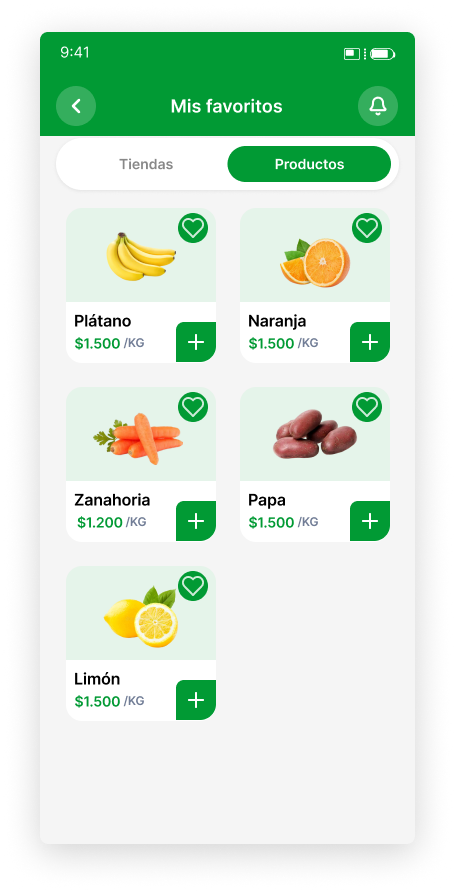 9:41
Mis favoritos
Tiendas
Productos
Plátano
$1.500 /KG
Naranja
$1.500 /KG
Zanahoria
$1.200 /KG
Papa
$1.500 /KG
Limón
$1.500 /KG